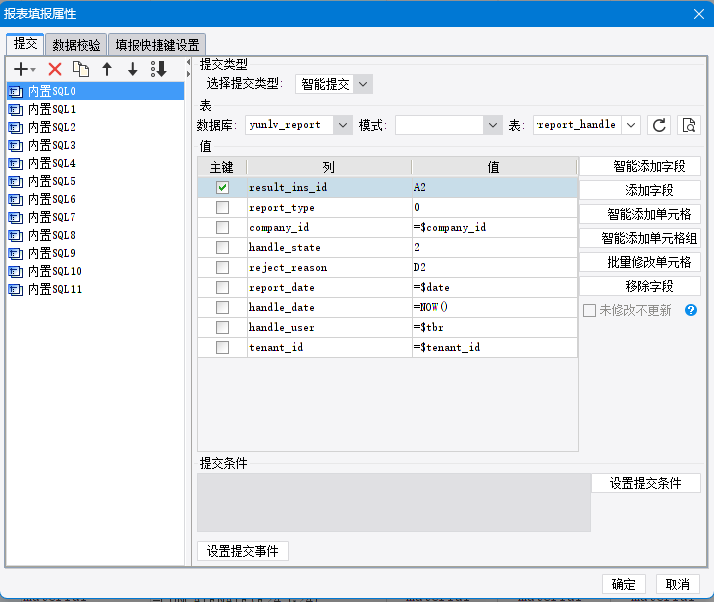 报表填报属性
提交 数据校验 填报快捷键设置
内置SQL0
内置SQL1
内置SQL2
内置SQL3
内置SQL4
内置SQL5
内置SQL6
内置SQL7
内置SQL8
内置SQL9
内置SQL10
内置SQL11
提交类型
选择提交类型: 智能提交
表
数据库: yunlv_report 模式: 表: report_handle
值
主键 列 值
result_ins_id A2
report_type 0
company_id =$company_id
handle_state 2
reject_reason D2
report_date =$date
handle_date =NOW()
handle_user =$tbr
tenant_id =$tenant_id
智能添加字段
添加字段
智能添加单元格
智能添加单元格组
批量修改单元格
移除字段
未修改不更新 ?
提交条件
设置提交条件
设置提交事件
确定 取消